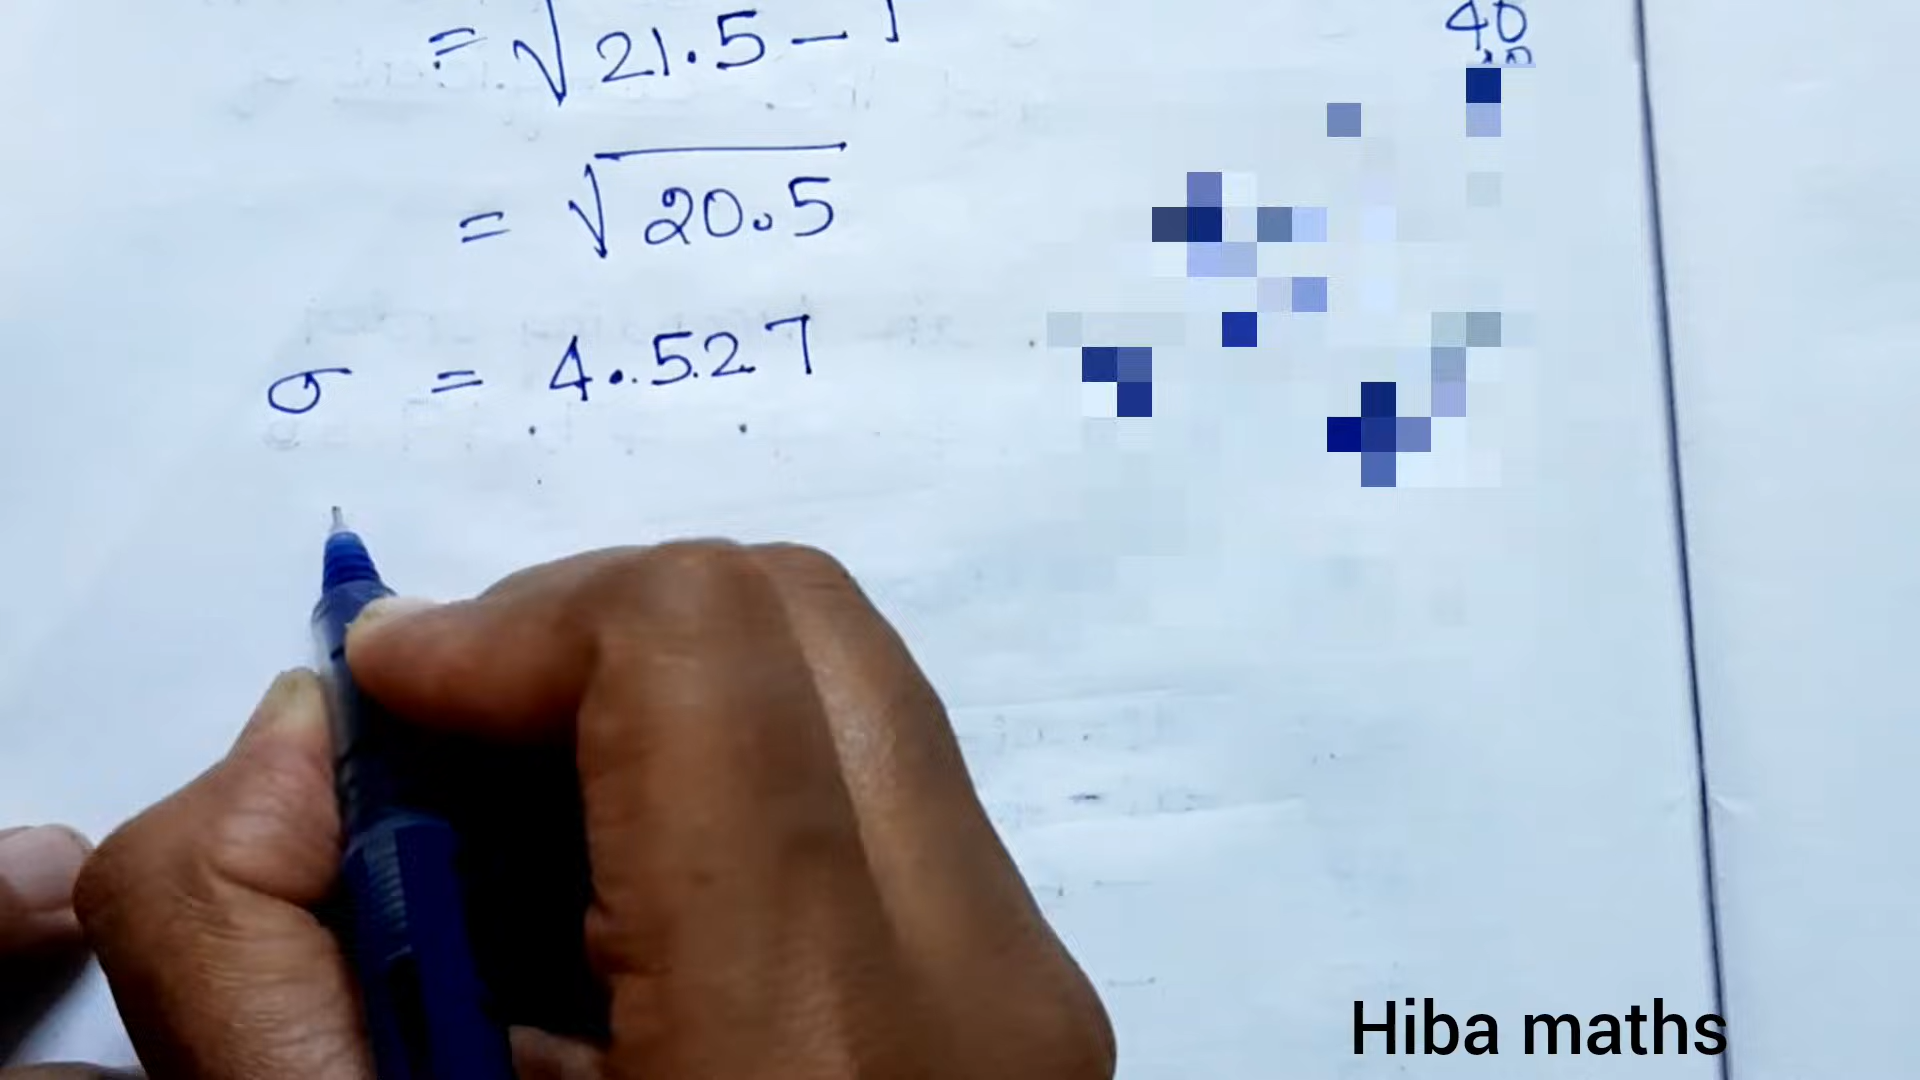 = √21.5 - 1
40
= √20.5
σ = 4.527
Hiba maths